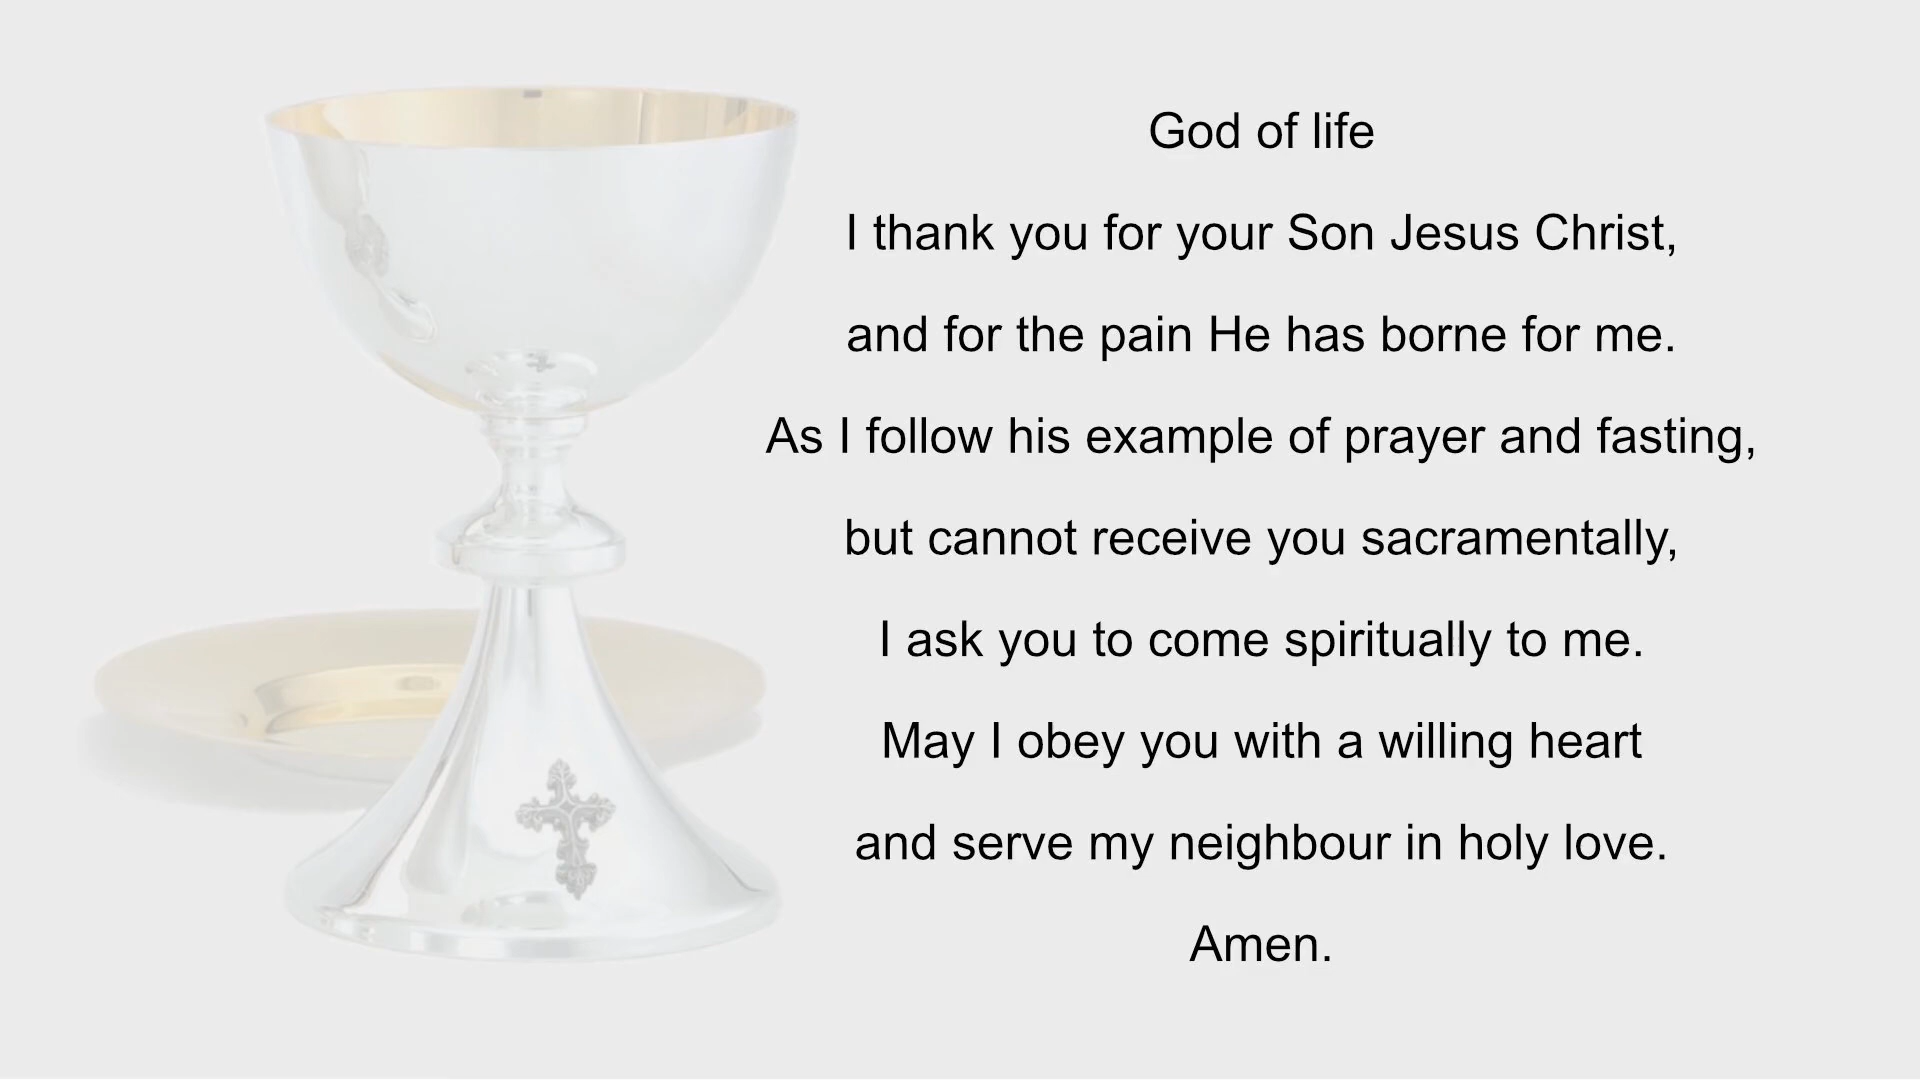 God of life
I thank you for your Son Jesus Christ,
and for the pain He has borne for me.
As I follow his example of prayer and fasting,
but cannot receive you sacramentally,
I ask you to come spiritually to me.
May I obey you with a willing heart
and serve my neighbour in holy love.
Amen.